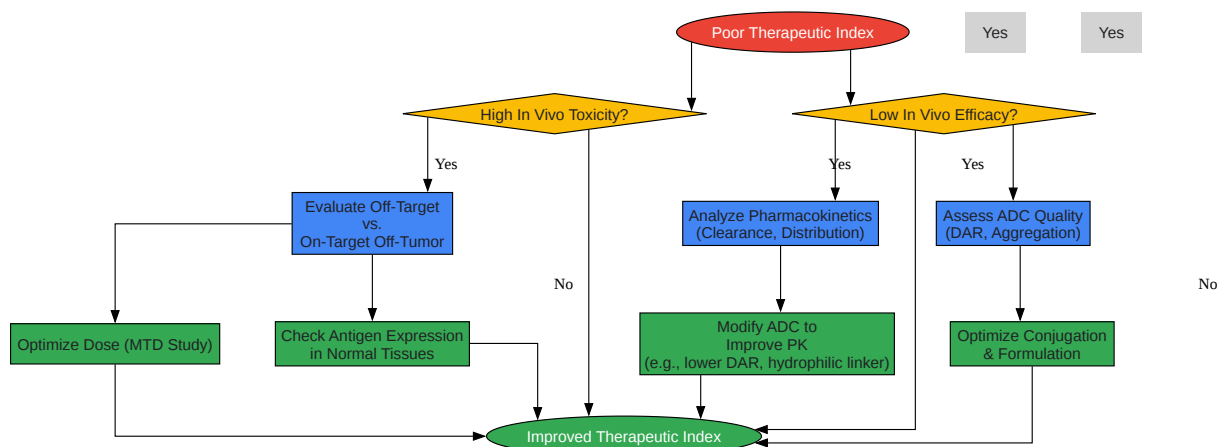 Poor Therapeutic Index
Yes
Yes
High In Vivo Toxicity?
Low In Vivo Efficacy?
Yes
Yes
Yes
Evaluate Off-Target
vs.
On-Target Off-Tumor
Analyze Pharmacokinetics
(Clearance, Distribution)
Assess ADC Quality
(DAR, Aggregation)
No
No
Optimize Dose (MTD Study)
Check Antigen Expression
in Normal Tissues
Modify ADC to
Improve PK
(e.g., lower DAR, hydrophilic linker)
Optimize Conjugation
& Formulation
Improved Therapeutic Index